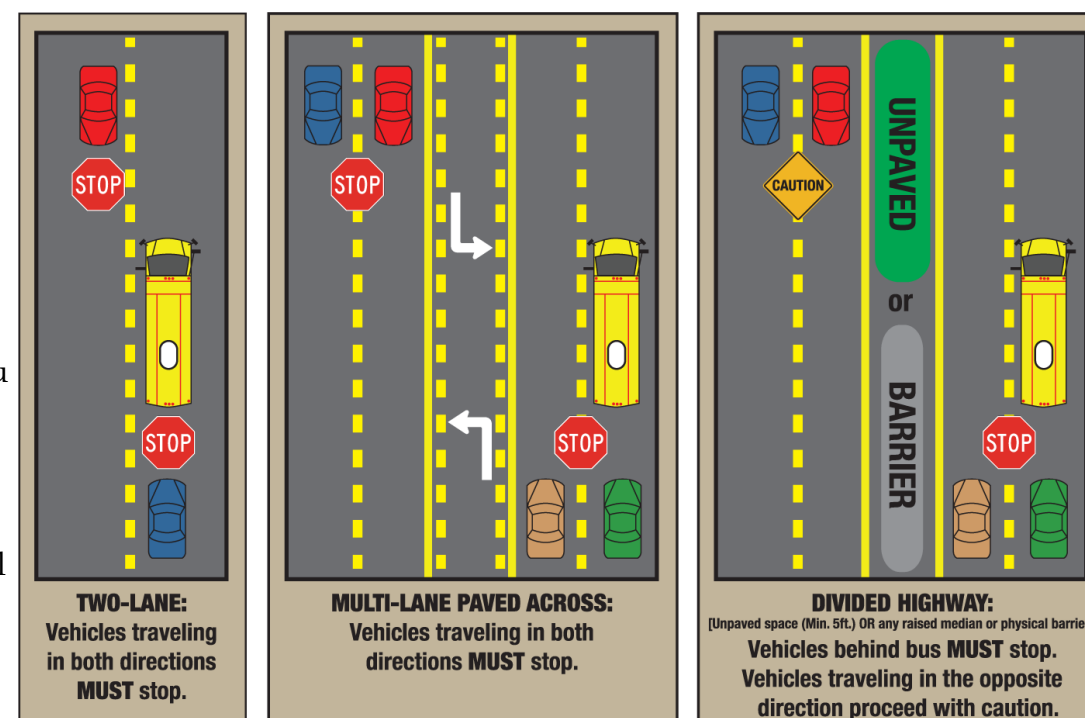 STOP
STOP
TWO-LANE:
Vehicles traveling
in both directions
MUST stop.
STOP
STOP
MULTI-LANE PAVED ACROSS:
Vehicles traveling in both
directions MUST stop.
CAUTION
UNPAVED
or
BARRIER
STOP
DIVIDED HIGHWAY:
[Unpaved space (Min. 5ft.) OR any raised median or physical barrie
Vehicles behind bus MUST stop.
Vehicles traveling in the opposite
direction proceed with caution.